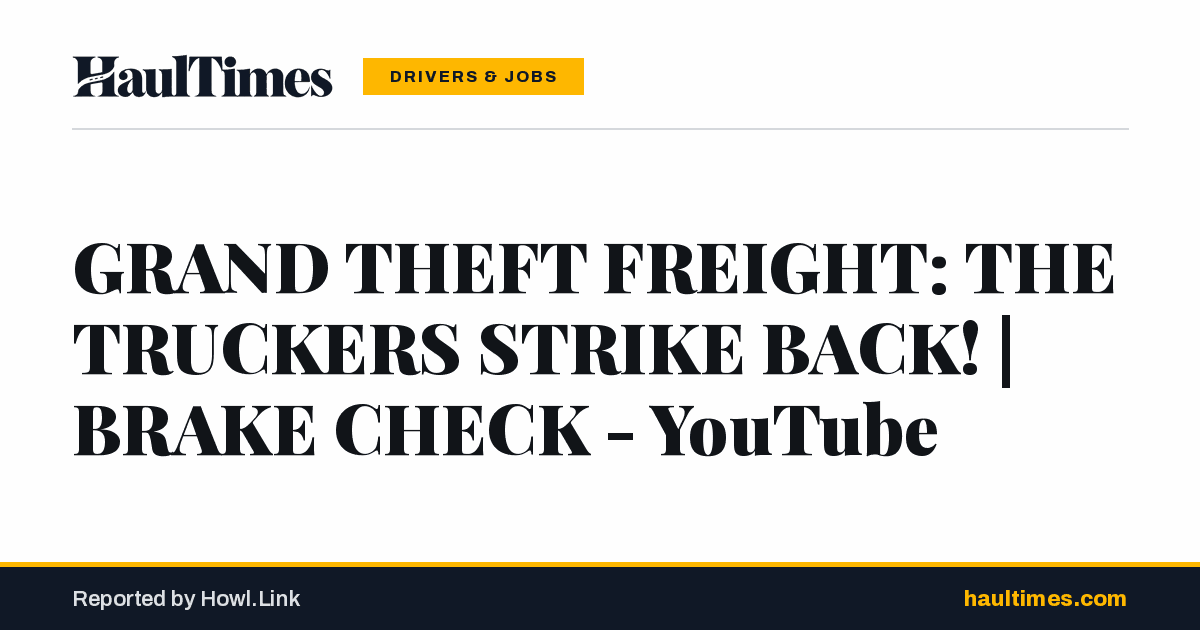 HaulTimes
DRIVERS & JOBS
GRAND THEFT FREIGHT: THE
TRUCKERS STRIKE BACK! |
BRAKE CHECK - YouTube
Reported by Howl.Link
haultimes.com